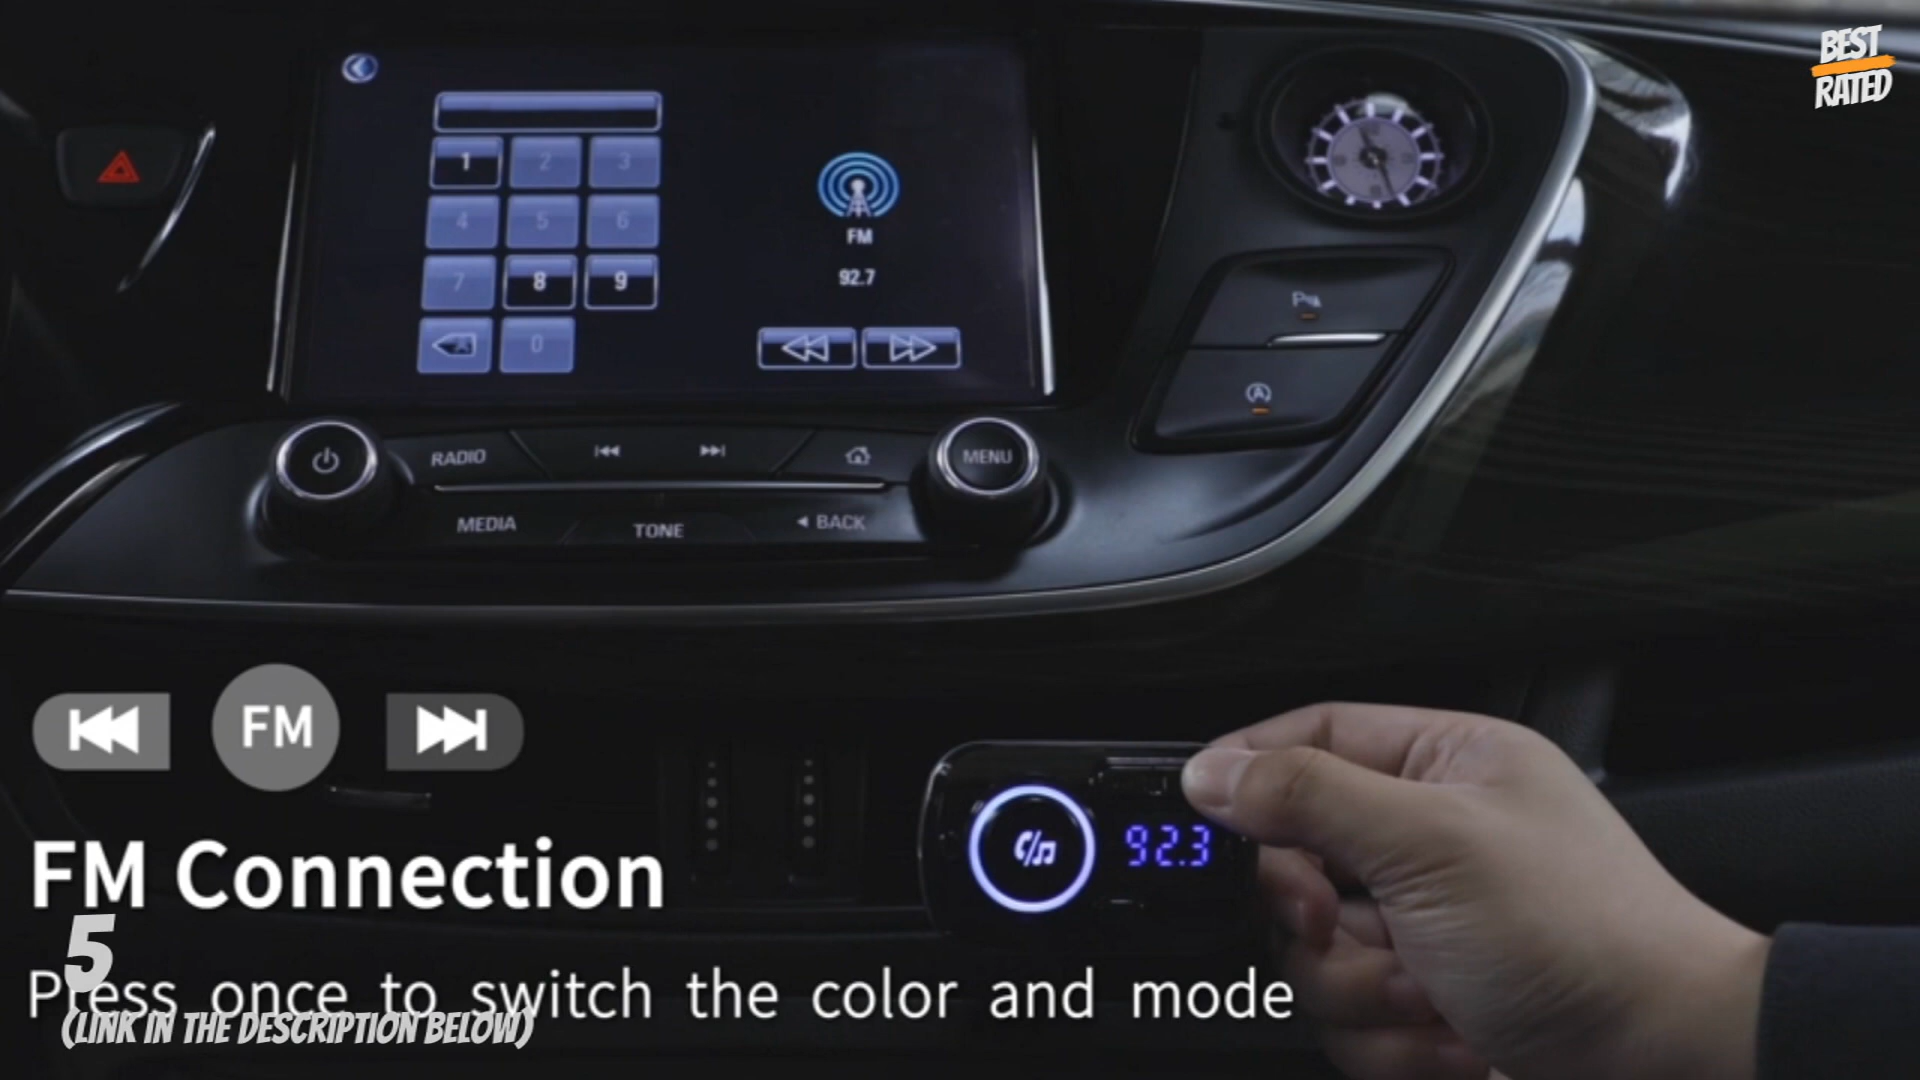 BEST
RATED
1 2 3
4 5 6
7 8 9
0
FM
92.7
P
A
RADIO
MENU
MEDIA
TONE
BACK
FM
92.3
FM Connection
5
Press once to switch the color and mode
(LINK IN THE DESCRIPTION BELOW)